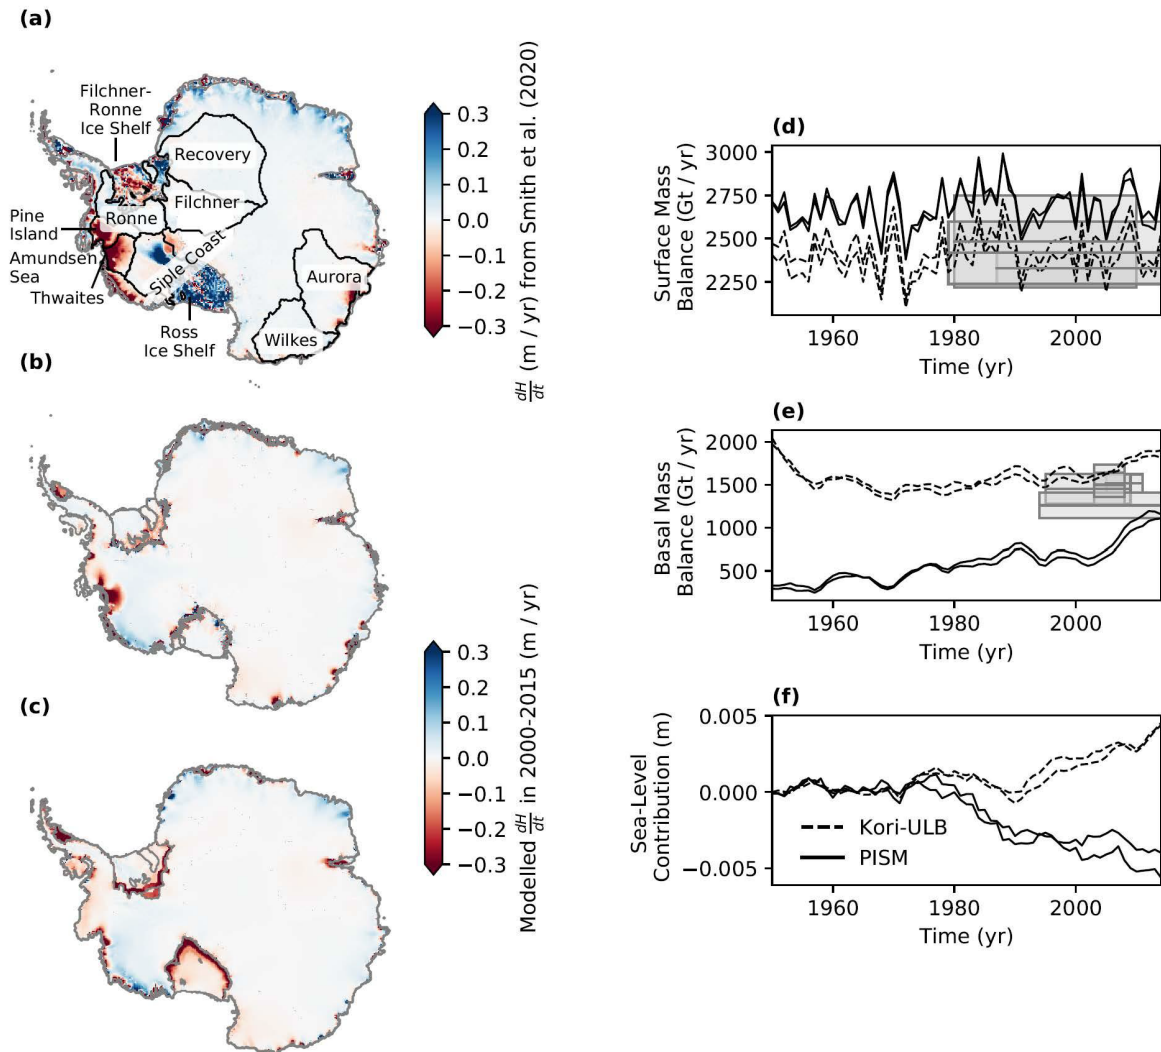 (a)
Filchner-
Ronne
Ice Shelf
Recovery
Filchner
Ronne
Pine
Island
Amundsen
Sea
Thwaites
Siple Coast
Ross
Ice Shelf
Aurora
Wilkes
0.3
0.2
0.1
0.0
−0.1
−0.2
−0.3
dH/dt (m / yr) from Smith et al. (2020)
(b)
(c)
0.3
0.2
0.1
0.0
−0.1
−0.2
−0.3
Modelled dH/dt in 2000-2015 (m / yr)
(d)
Surface Mass
Balance (Gt / yr)
3000
2750
2500
2250
1960 1980 2000
Time (yr)
(e)
Basal Mass
Balance (Gt / yr)
2000
1500
1000
500
1960 1980 2000
Time (yr)
(f)
Sea-Level
Contribution (m)
0.005
0.000
−0.005
Kori-ULB
PISM
1960 1980 2000
Time (yr)